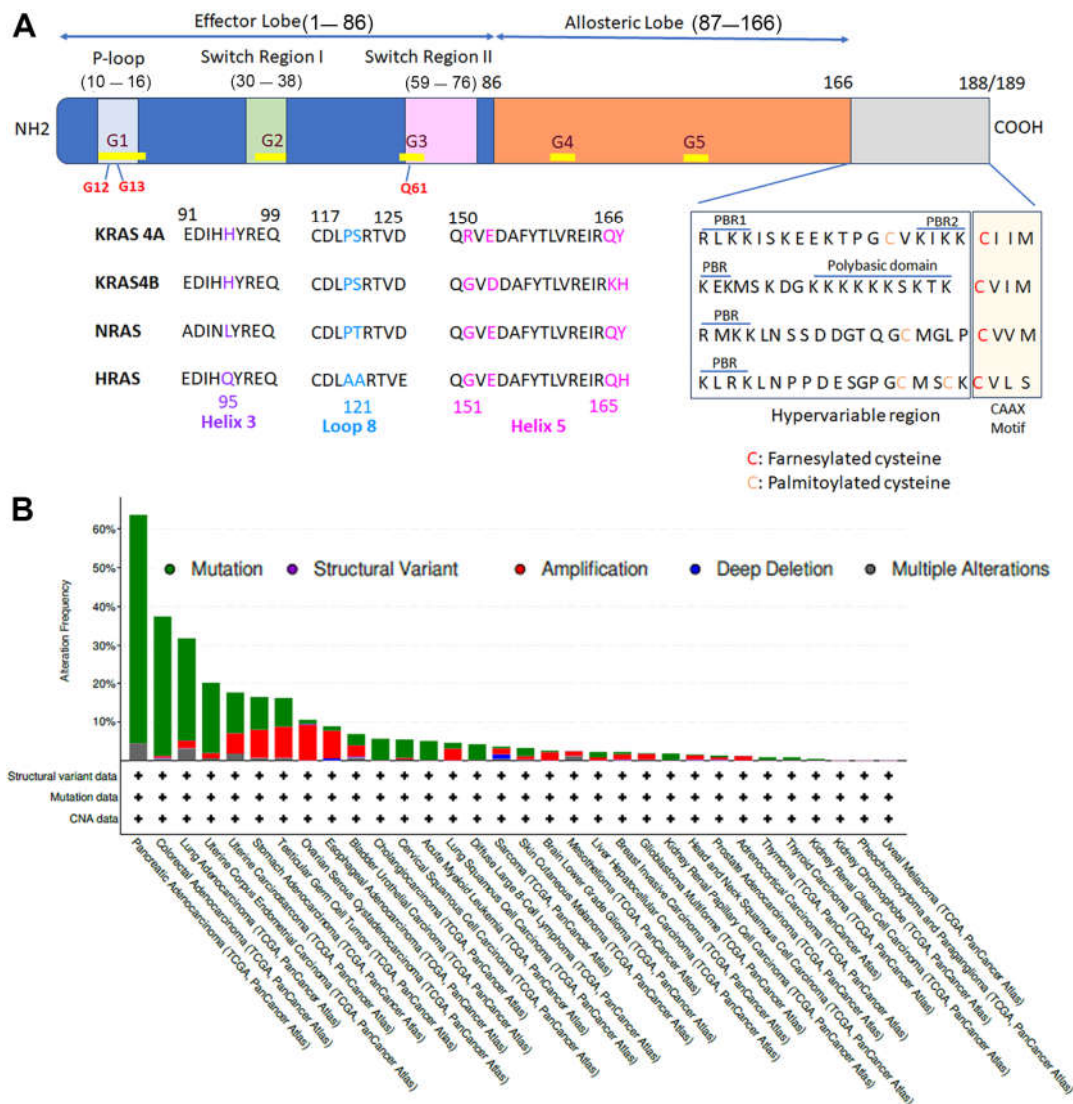 A
Effector Lobe (1— 86)
Allosteric Lobe (87—166)
P-loop
(10 — 16)
Switch Region I
(30 — 38)
Switch Region II
(59 — 76) 86
166
188/189
NH2
G1
G2
G3
G4
G5
COOH
G12
G13
Q61
91 99 117 125 150 166
KRAS 4A EDIHHYREQ CDLPSRTVD QRVEDAFYTLVREIRQY
KRAS4B EDIHHYREQ CDLPSRTVD QGVDDAFYTLVREIRKH
NRAS ADINLYREQ CDLPTRTVD QGVEDAFYTLVREIRQY
HRAS EDIHQYREQ CDLAARTVE QGVEDAFYTLVREIRQH
95 121 151 165
Helix 3 Loop 8 Helix 5
PBR1 PBR2
R L K K I S K E E K T P G C V K I K K C I I M
PBR Polybasic domain
K E K M S K D G K K K K K K S K T K C V I M
PBR
R M K K L N S S D D G T Q G C M G L P C V V M
PBR
K L R K L N P P D E S G P G C M S C K C V L S
Hypervariable region
CAAX
Motif
C: Farnesylated cysteine
C: Palmitoylated cysteine
B
Alteration Frequency
60%
50%
40%
30%
20%
10%
Mutation
Structural Variant
Amplification
Deep Deletion
Multiple Alterations
Structural variant data
Mutation data
CNA data
Pancreatic Adenocarcinoma (TCGA, PanCancer Atlas)
Colorectal Adenocarcinoma (TCGA, PanCancer Atlas)
Lung Adenocarcinoma (TCGA, PanCancer Atlas)
Uterine Corpus Endometrial Carcinoma (TCGA, PanCancer Atlas)
Uterine Carcinosarcoma (TCGA, PanCancer Atlas)
Stomach Adenocarcinoma (TCGA, PanCancer Atlas)
Testicular Germ Cell Tumors (TCGA, PanCancer Atlas)
Ovarian Serous Cystadenocarcinoma (TCGA, PanCancer Atlas)
Esophageal Adenocarcinoma (TCGA, PanCancer Atlas)
Bladder Urothelial Carcinoma (TCGA, PanCancer Atlas)
Cholangiocarcinoma (TCGA, PanCancer Atlas)
Cervical Squamous Cell Carcinoma (TCGA, PanCancer Atlas)
Acute Myeloid Leukemia (TCGA, PanCancer Atlas)
Lung Squamous Cell Carcinoma (TCGA, PanCancer Atlas)
Diffuse Large B-Cell Lymphoma (TCGA, PanCancer Atlas)
Sarcoma (TCGA, PanCancer Atlas)
Skin Cutaneous Melanoma (TCGA, PanCancer Atlas)
Brain Lower Grade Glioma (TCGA, PanCancer Atlas)
Mesothelioma (TCGA, PanCancer Atlas)
Liver Hepatocellular Carcinoma (TCGA, PanCancer Atlas)
Breast Invasive Carcinoma (TCGA, PanCancer Atlas)
Glioblastoma Multiforme (TCGA, PanCancer Atlas)
Kidney Renal Papillary Cell Carcinoma (TCGA, PanCancer Atlas)
Head and Neck Squamous Cell Carcinoma (TCGA, PanCancer Atlas)
Prostate Adenocarcinoma (TCGA, PanCancer Atlas)
Adrenocortical Carcinoma (TCGA, PanCancer Atlas)
Thymoma (TCGA, PanCancer Atlas)
Thyroid Carcinoma (TCGA, PanCancer Atlas)
Kidney Renal Clear Cell Carcinoma (TCGA, PanCancer Atlas)
Kidney Chromophobe (TCGA, PanCancer Atlas)
Pheochromocytoma and Paraganglioma (TCGA, PanCancer Atlas)
Uveal Melanoma (TCGA, PanCancer Atlas)